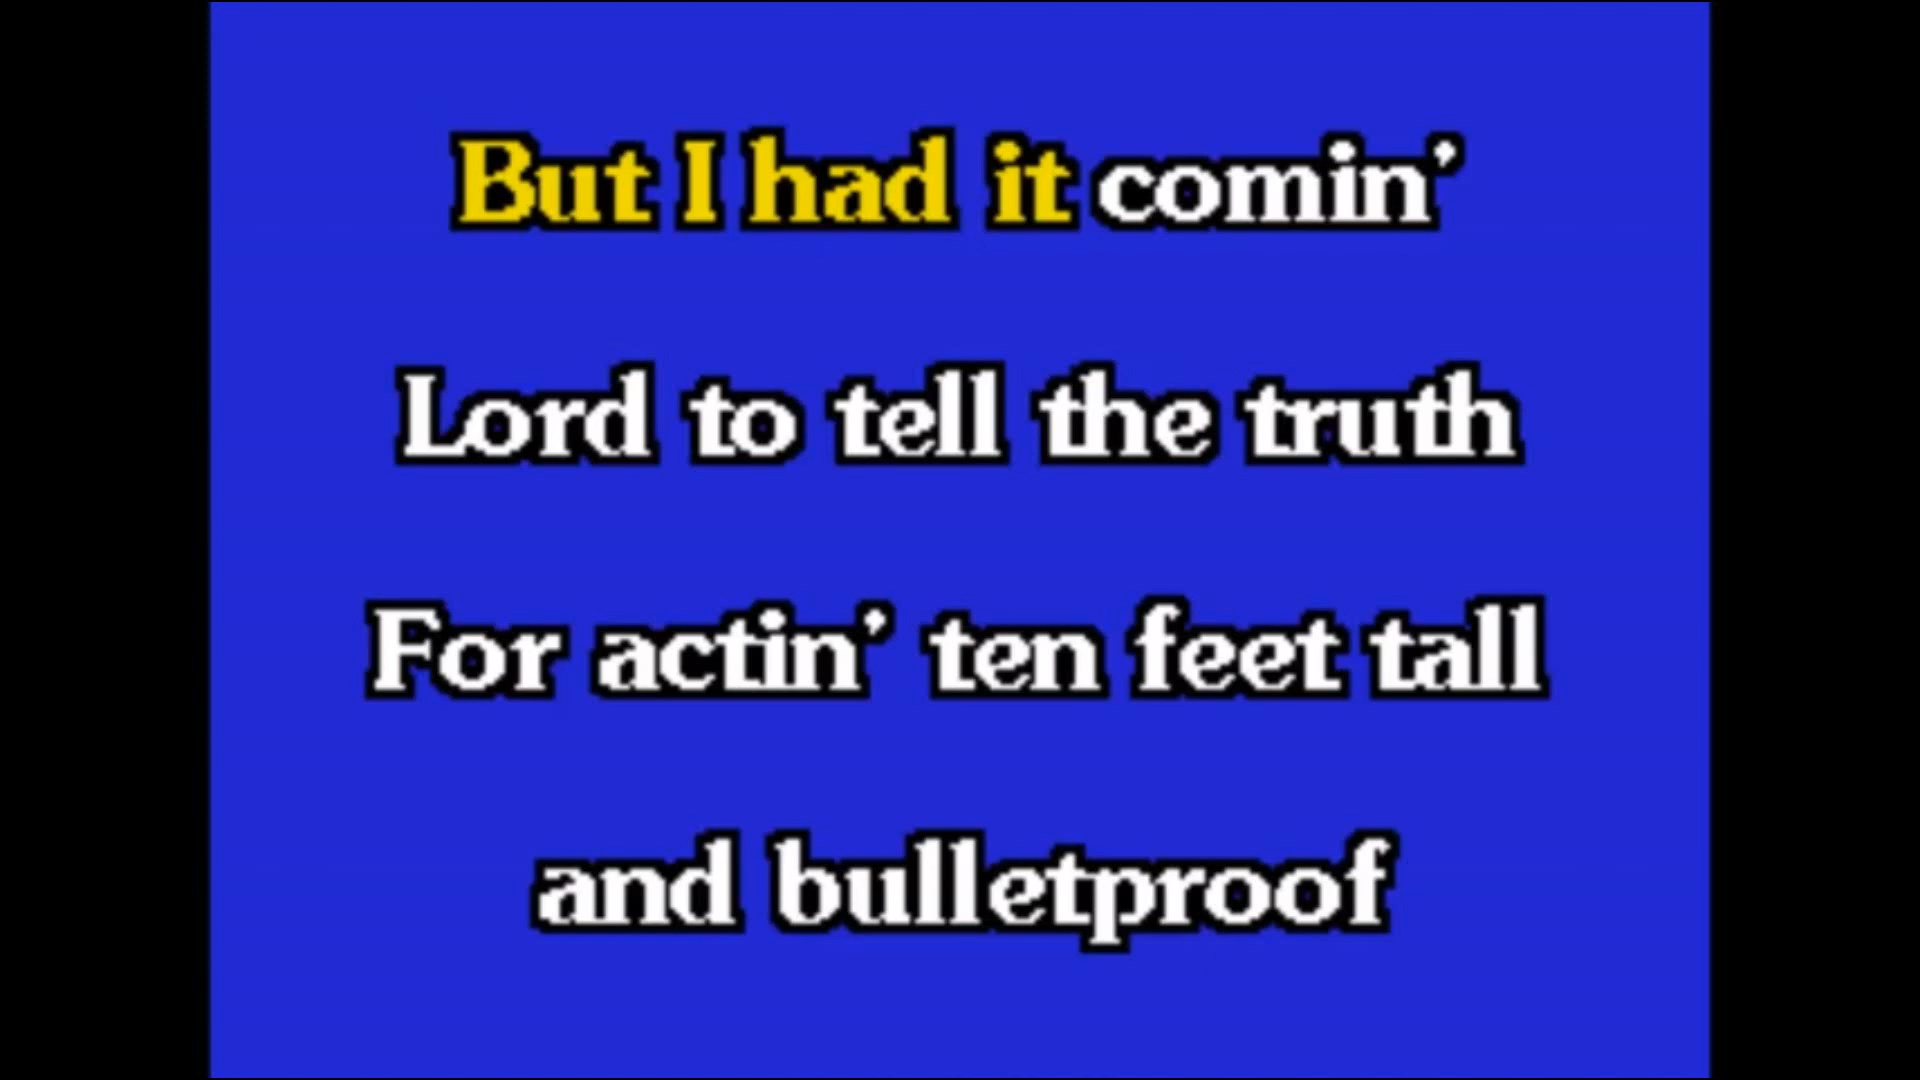 But I had it comin'
Lord to tell the truth
For actin' ten feet tall
and bulletproof